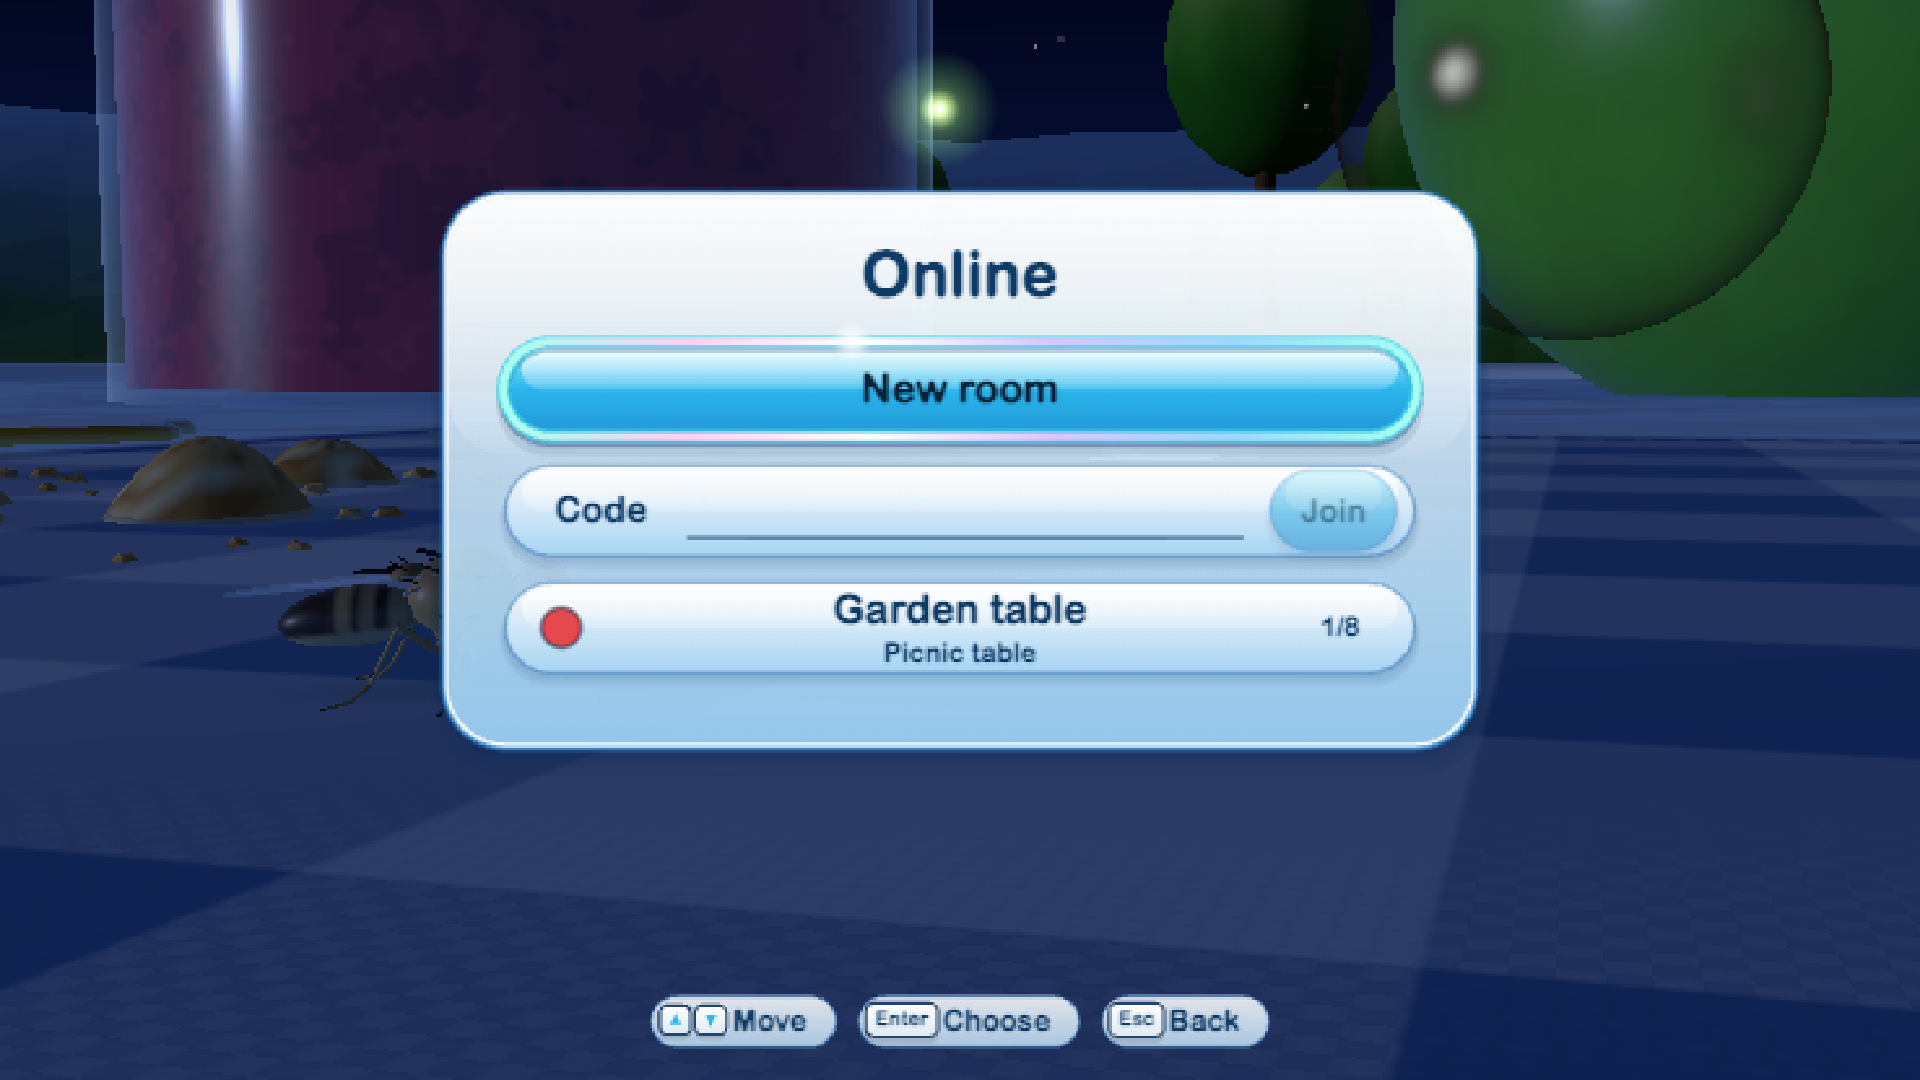 Online
New room
Code
Join
Garden table
1/8
Picnic table
Move
Enter Choose
Esc Back